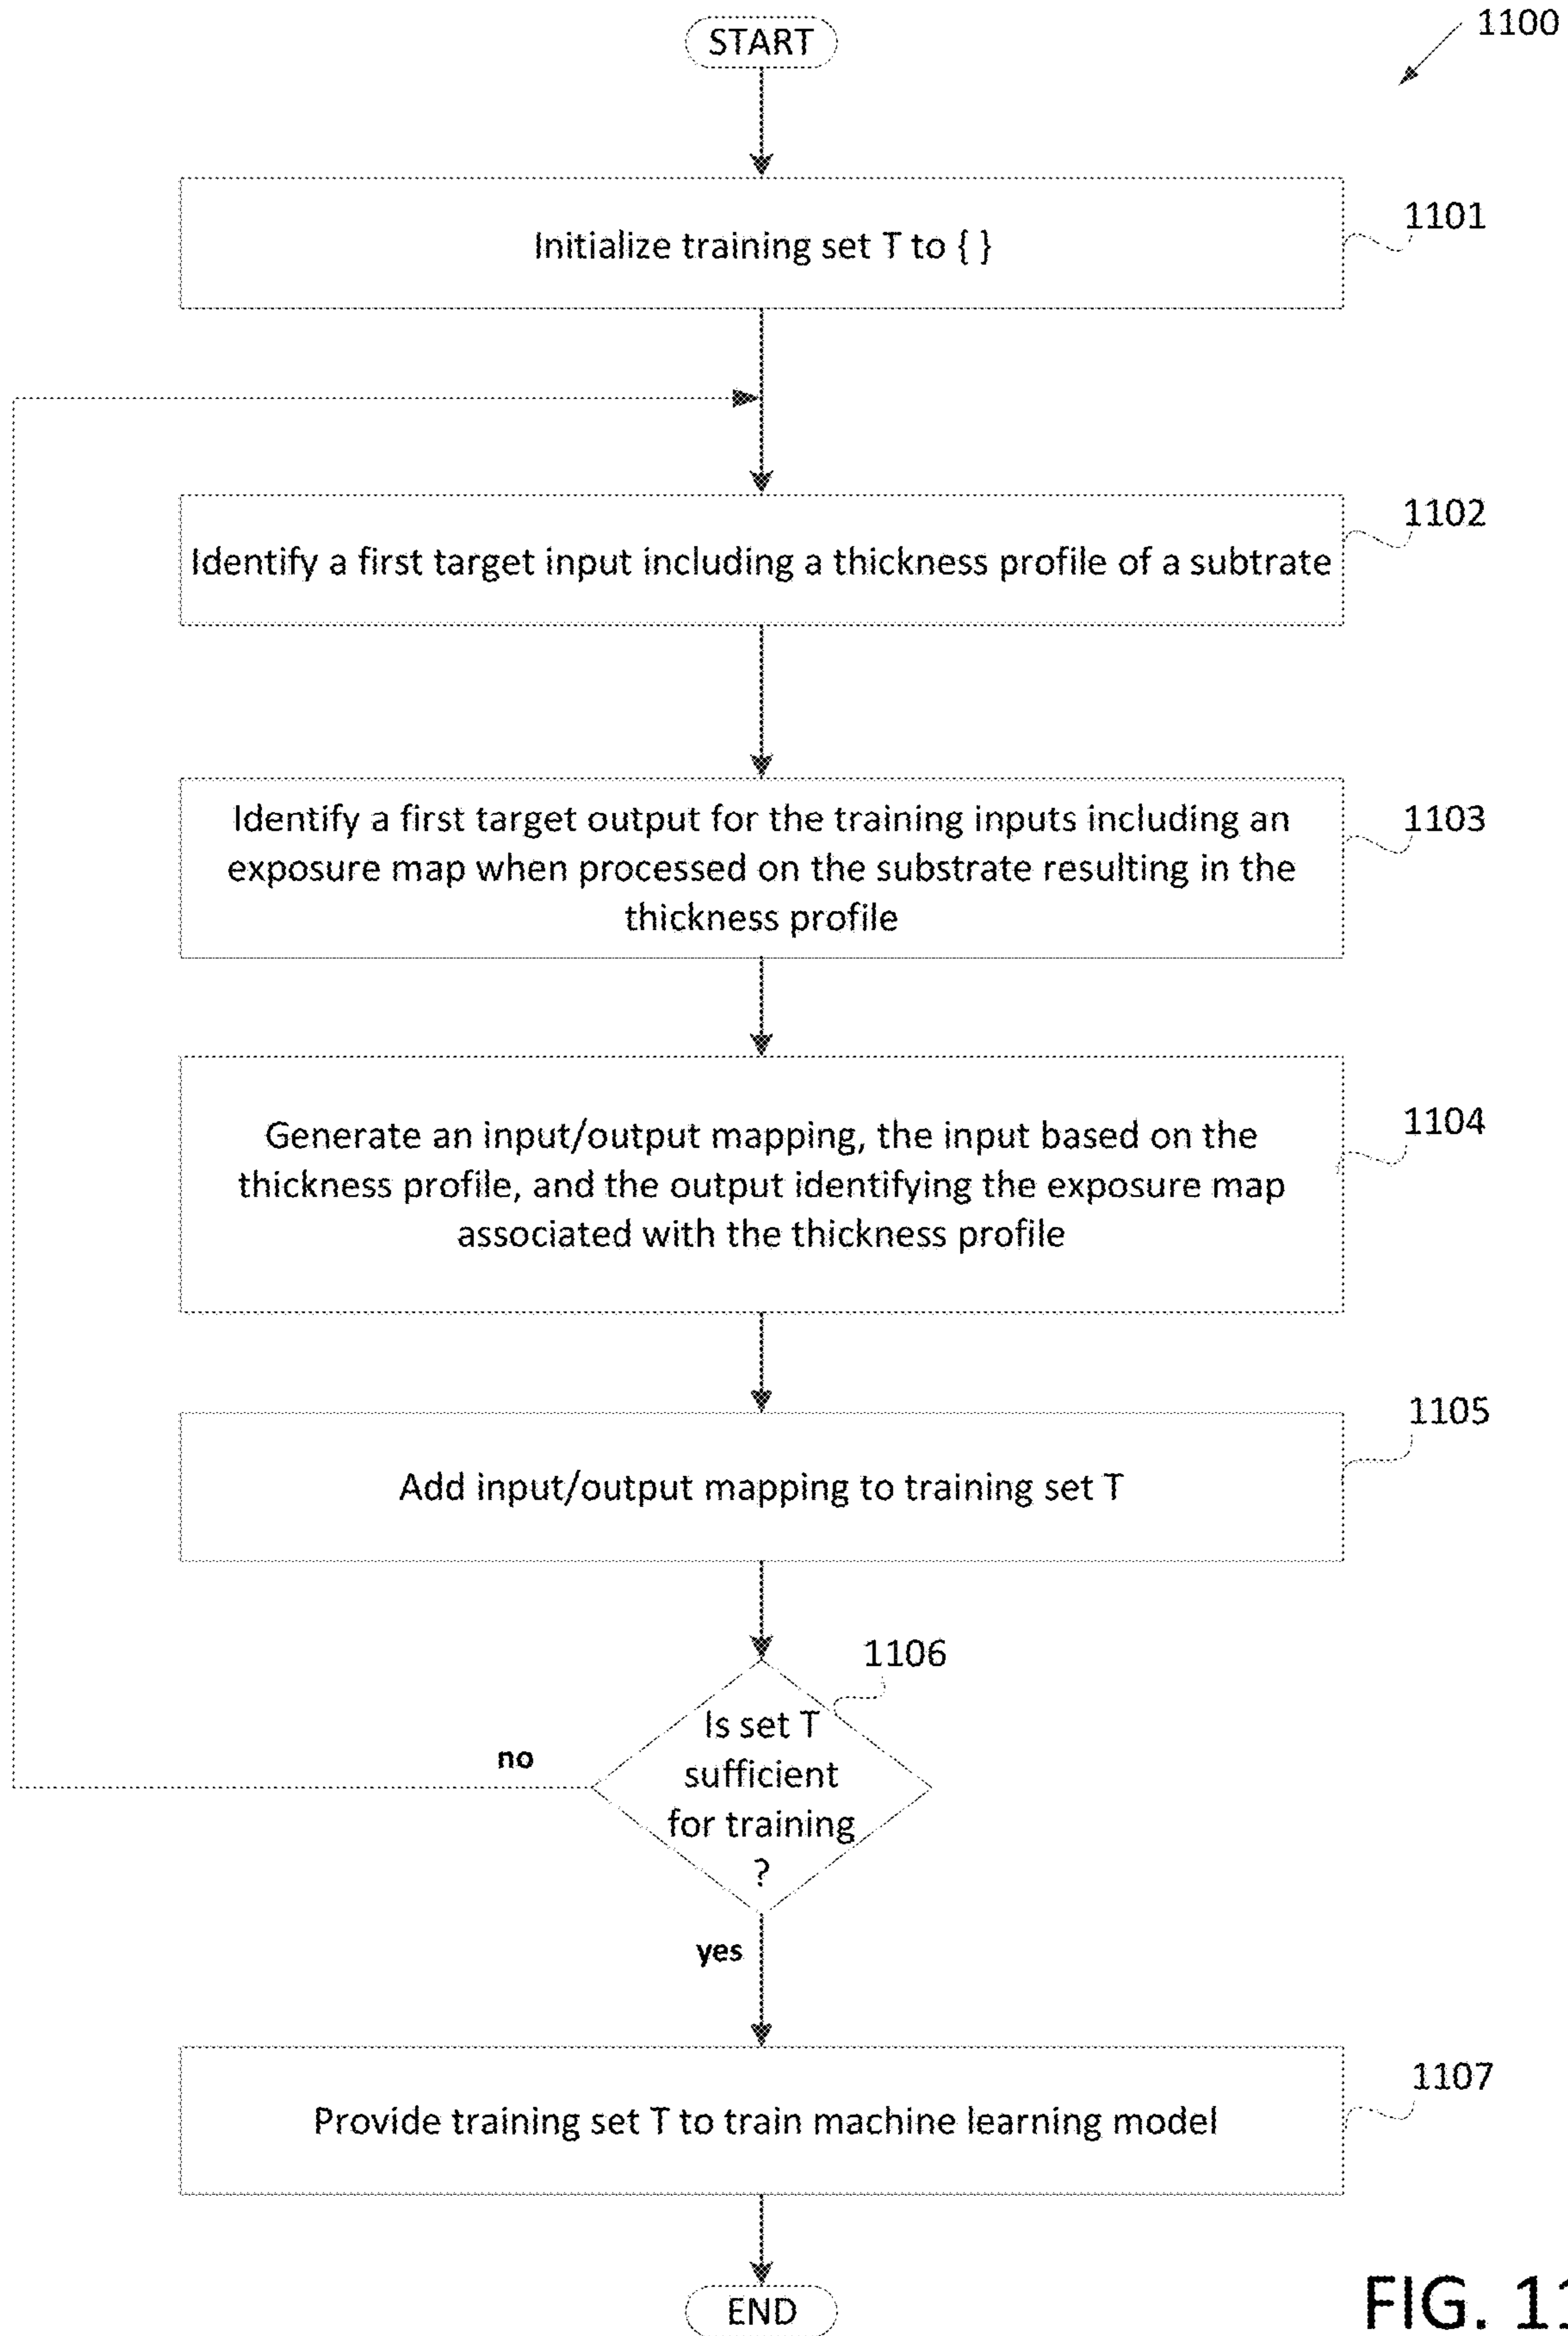 START
1100
Initialize training set T to { }
1101
1102
Identify a first target input including a thickness profile of a subtrate
Identify a first target output for the training inputs including an
exposure map when processed on the substrate resulting in the
thickness profile
1103
Generate an input/output mapping, the input based on the
thickness profile, and the output identifying the exposure map
associated with the thickness profile
1104
1105
Add input/output mapping to training set T
1106
Is set T
sufficient
for training
?
no
yes
1107
Provide training set T to train machine learning model
END
FIG. 11